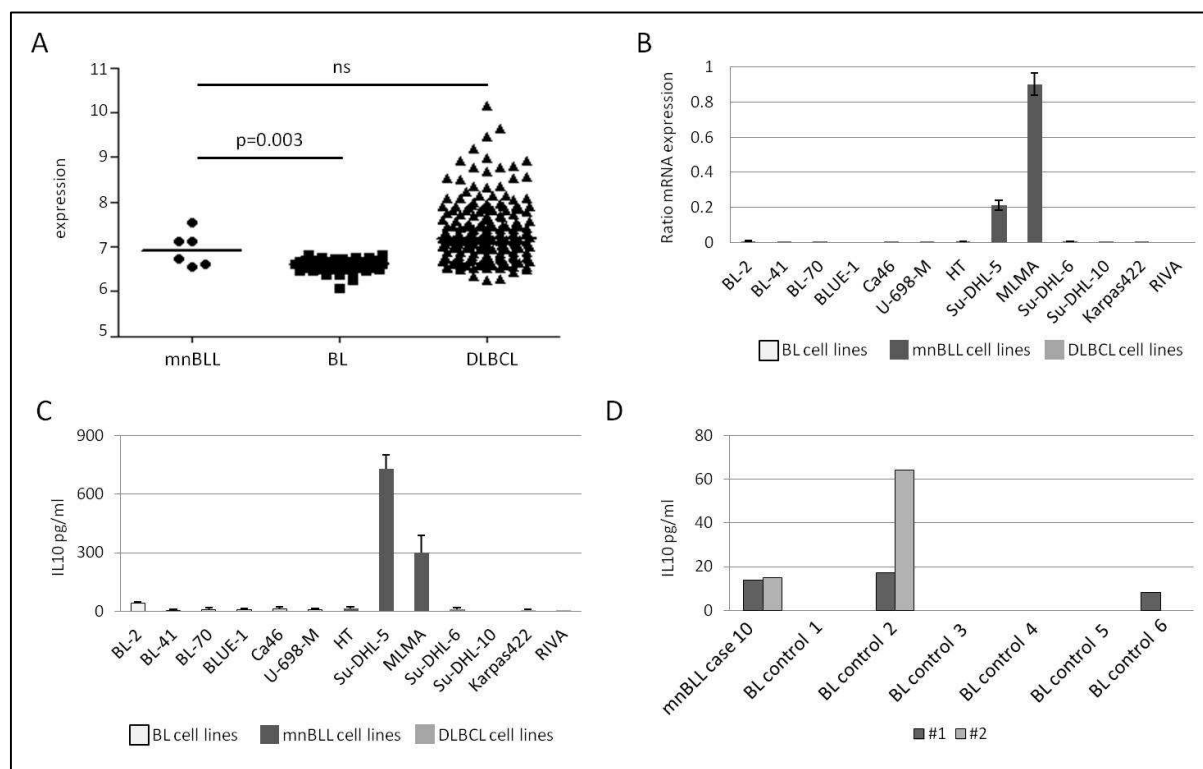 A
11
10
9
8
7
6
5
expression
ns
p=0.003
mnBLL BL DLBCL
B
1
0.8
0.6
0.4
0.2
0
Ratio mRNA expression
BL-2
BL-41
BL-70
BLUE-1
Ca46
U-698-M
HT
Su-DHL-5
MLMA
Su-DHL-6
Su-DHL-10
Karpas422
RIVA
BL cell lines mnBLL cell lines DLBCL cell lines
C
900
600
300
0
IL10 pg/ml
BL-2
BL-41
BL-70
BLUE-1
Ca46
U-698-M
HT
Su-DHL-5
MLMA
Su-DHL-6
Su-DHL-10
Karpas422
RIVA
BL cell lines mnBLL cell lines DLBCL cell lines
D
80
60
40
20
0
IL10 pg/ml
mnBLL case 10
BL control 1
BL control 2
BL control 3
BL control 4
BL control 5
BL control 6
#1 #2